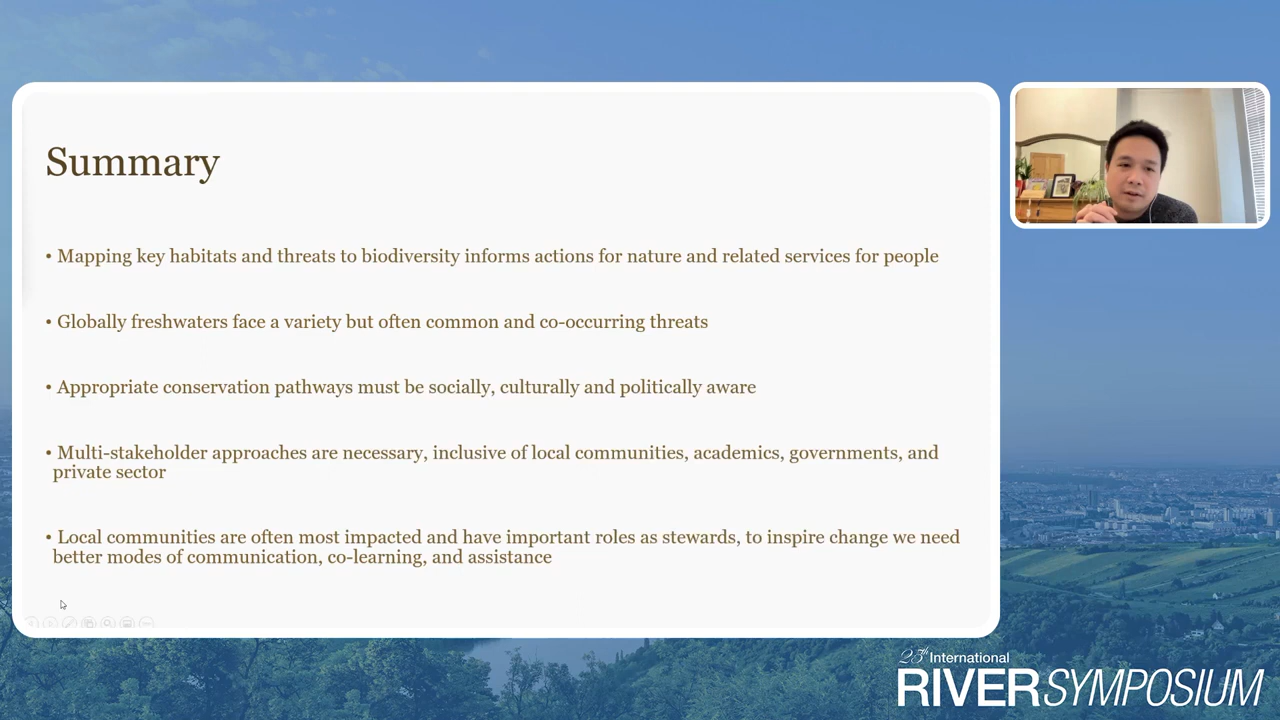 Summary
• Mapping key habitats and threats to biodiversity informs actions for nature and related services for people
• Globally freshwaters face a variety but often common and co-occurring threats
• Appropriate conservation pathways must be socially, culturally and politically aware
• Multi-stakeholder approaches are necessary, inclusive of local communities, academics, governments, and
private sector
• Local communities are often most impacted and have important roles as stewards, to inspire change we need
better modes of communication, co-learning, and assistance
25th International
RIVERSYMPOSIUM